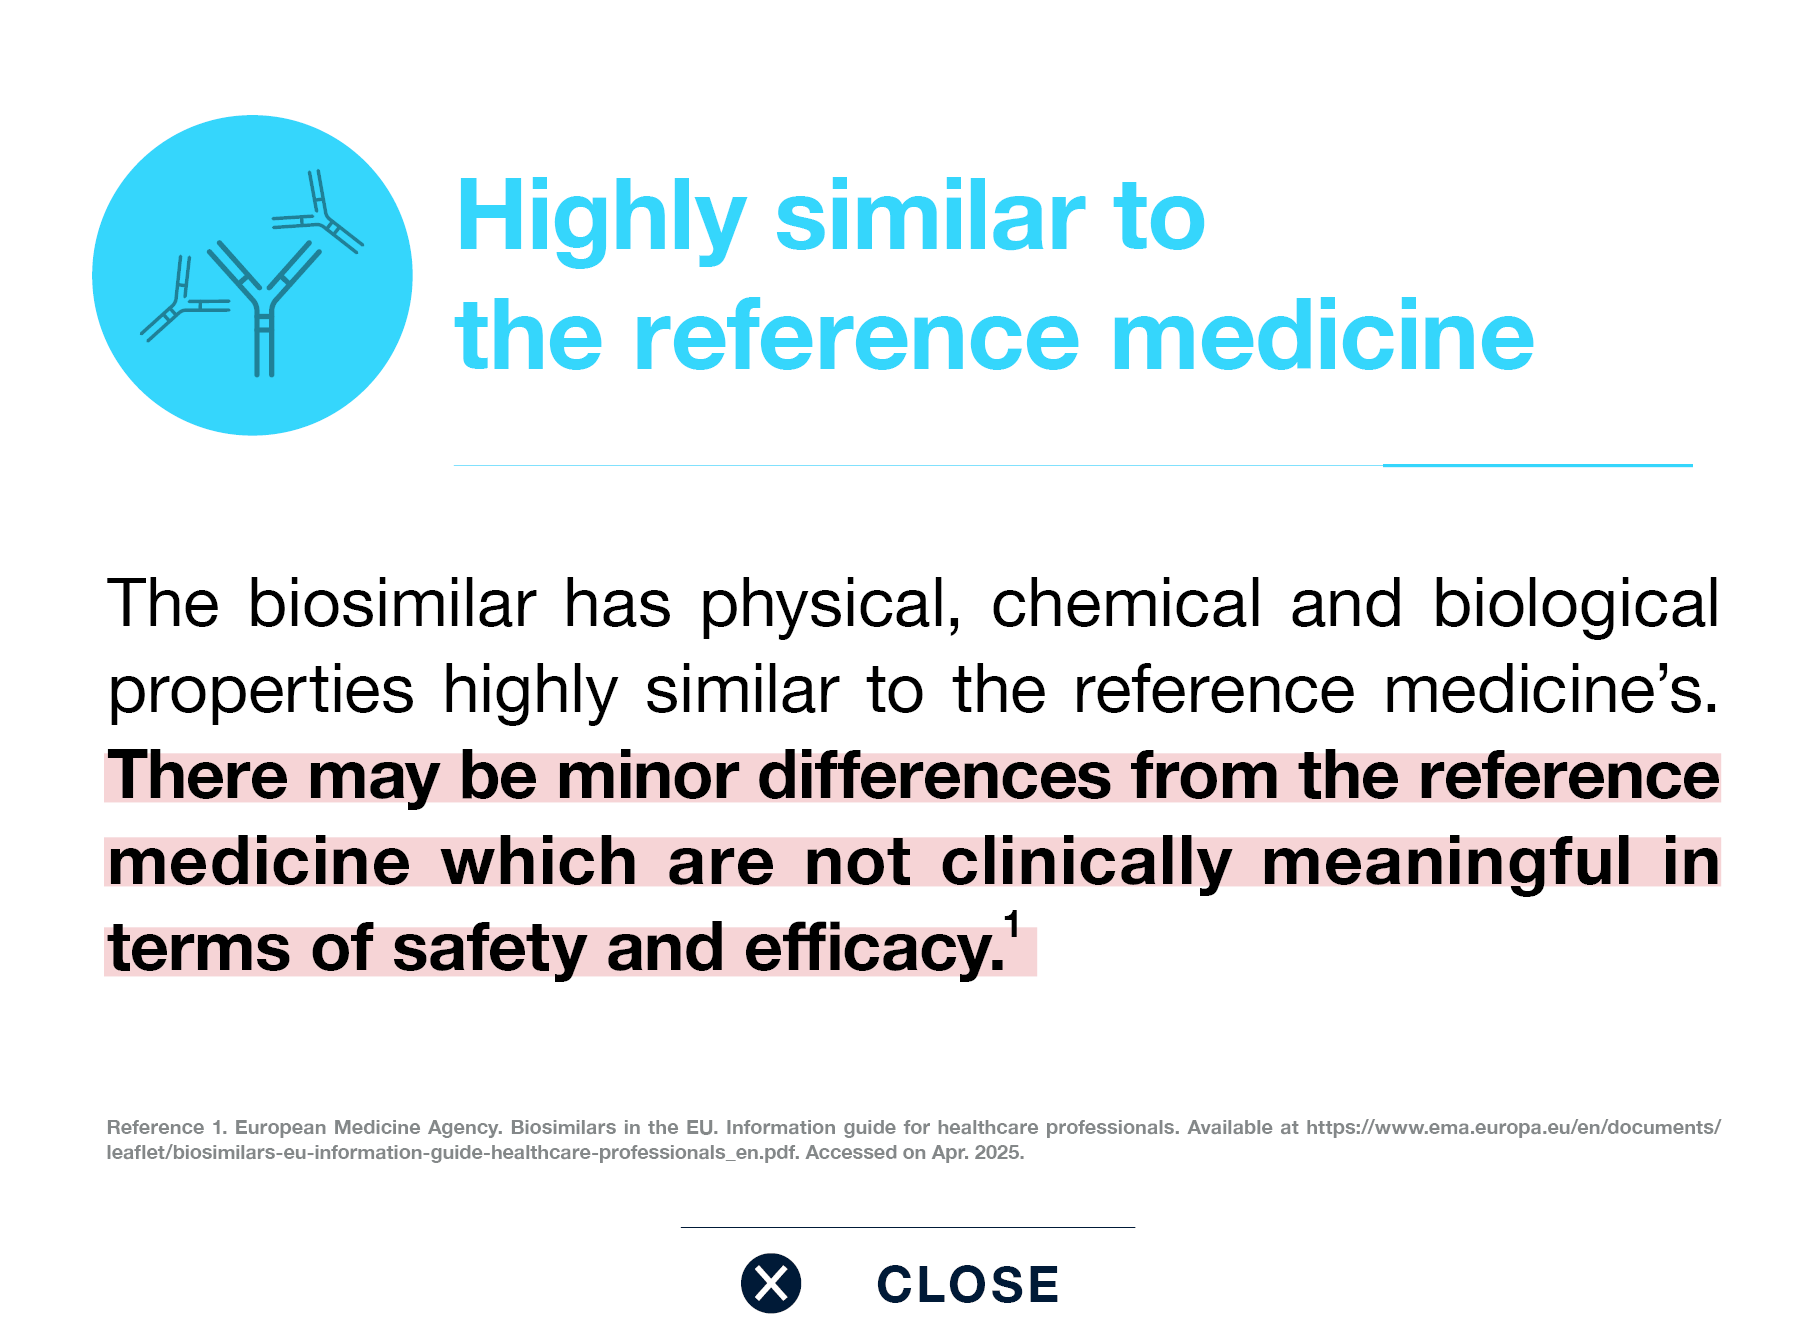 Highly similar to
the reference medicine
The biosimilar has physical, chemical and biological
properties highly similar to the reference medicine’s.
There may be minor differences from the reference
medicine which are not clinically meaningful in
terms of safety and efficacy.1
Reference 1. European Medicine Agency. Biosimilars in the EU. Information guide for healthcare professionals. Available at https://www.ema.europa.eu/en/documents/
leaflet/biosimilars-eu-information-guide-healthcare-professionals_en.pdf. Accessed on Apr. 2025.
CLOSE